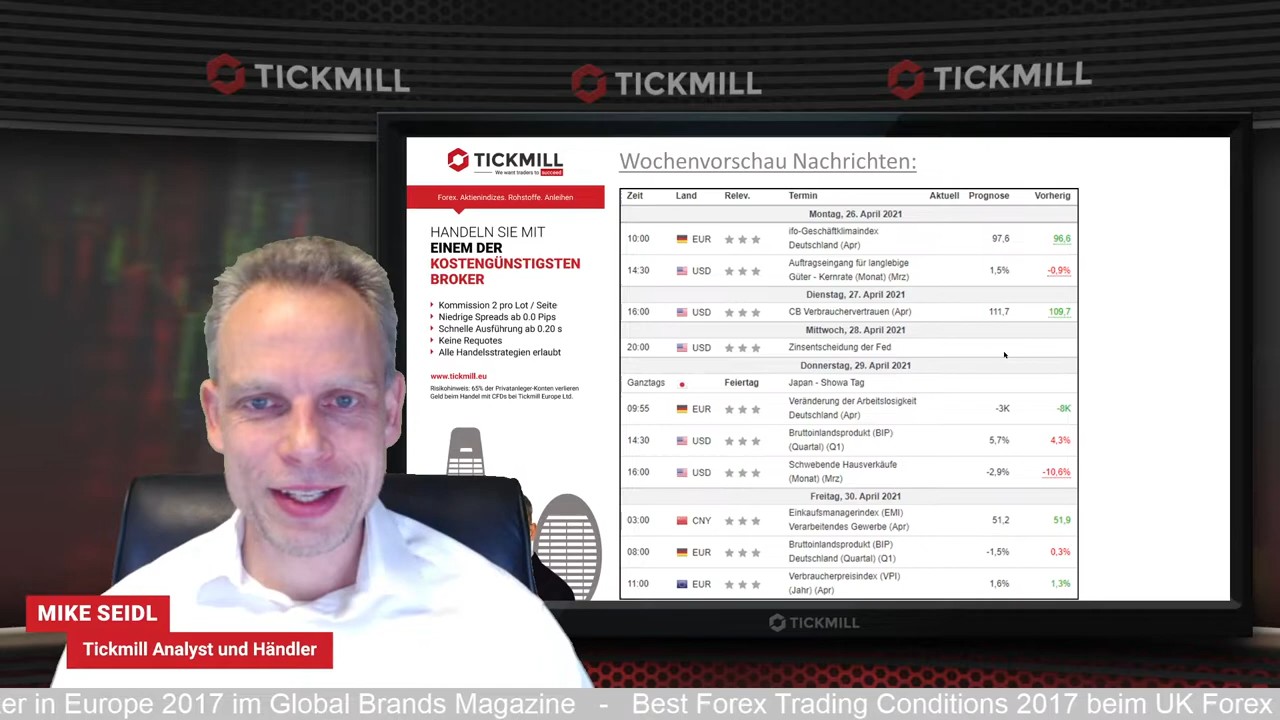 TICKMILL
TICKMILL
TICKMILL
TICKMILL
We want traders to succeed
Forex. Aktienindizes. Rohstoffe. Anleihen
HANDELN SIE MIT
EINEM DER
KOSTENGÜNSTIGSTEN
BROKER
Kommission 2 pro Lot / Seite
Niedrige Spreads ab 0.0 Pips
Schnelle Ausführung ab 0.20 s
Keine Requotes
Alle Handelsstrategien erlaubt
www.tickmill.eu
Risikohinweis: 65% der Privatanleger-Konten verlieren
Geld beim Handel mit CFDs bei Tickmill Europe Ltd.
Wochenvorschau Nachrichten:
Zeit Land Relev. Termin Aktuell Prognose Vorherig
Montag, 26. April 2021
10:00 EUR ifo-Geschäftklimaindex 97,6 96,6
Deutschland (Apr)
14:30 USD Auftragseingang für langlebige 1,5% -0,9%
Güter - Kernrate (Monat) (Mrz)
Dienstag, 27. April 2021
16:00 USD CB Verbrauchervertrauen (Apr) 111,7 109,7
Mittwoch, 28. April 2021
20:00 USD Zinsentscheidung der Fed
Donnerstag, 29. April 2021
Ganztags Feiertag Japan - Showa Tag
09:55 EUR Veränderung der Arbeitslosigkeit -3K -8K
Deutschland (Apr)
14:30 USD Bruttoinlandsprodukt (BIP) 5,7% 4,3%
(Quartal) (Q1)
16:00 USD Schwebende Hausverkäufe -2,9% -10,6%
(Monat) (Mrz)
Freitag, 30. April 2021
03:00 CNY Einkaufsmanagerindex (EMI) 51,2 51,9
Verarbeitendes Gewerbe (Apr)
08:00 EUR Bruttoinlandsprodukt (BIP) -1,5% 0,3%
Deutschland (Quartal) (Q1)
11:00 EUR Verbraucherpreisindex (VPI) 1,6% 1,3%
(Jahr) (Apr)
TICKMILL
MIKE SEIDL
Tickmill Analyst und Händler
er in Europe 2017 im Global Brands Magazine - Best Forex Trading Conditions 2017 beim UK Forex